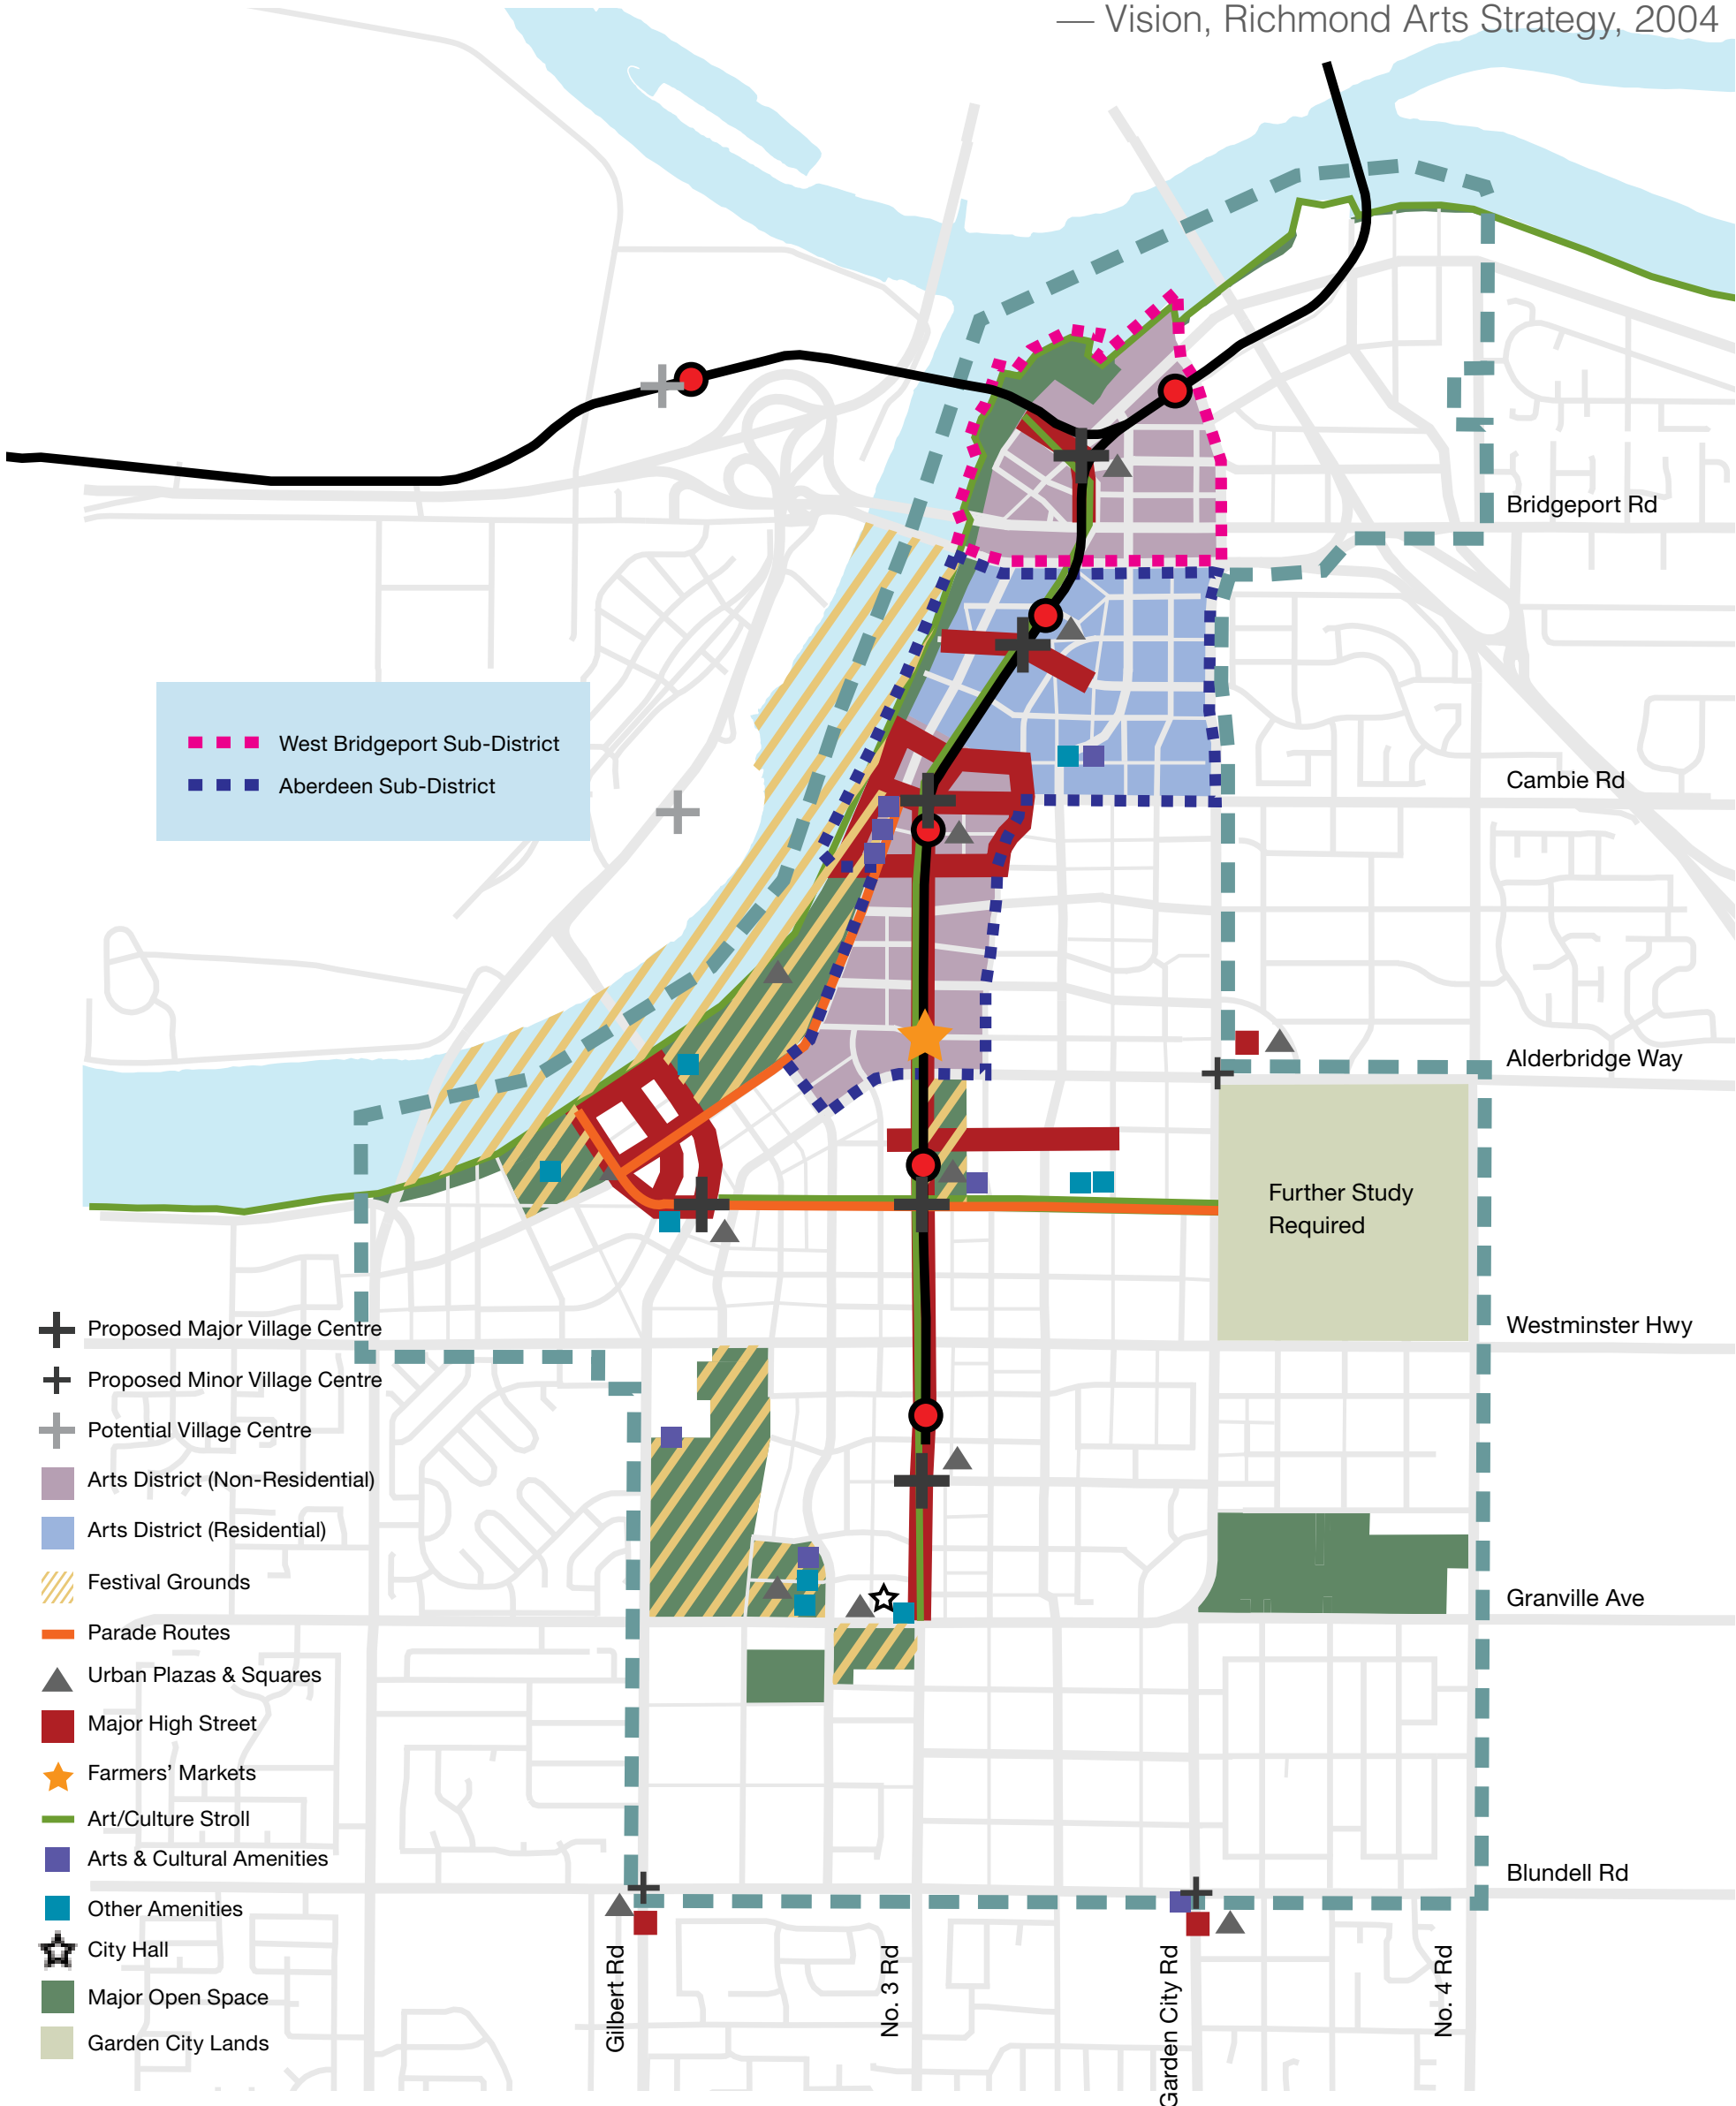 — Vision, Richmond Arts Strategy, 2004
Bridgeport Rd
West Bridgeport Sub-District
Aberdeen Sub-District
Cambie Rd
Alderbridge Way
Further Study
Required
Westminster Hwy
Proposed Major Village Centre
Proposed Minor Village Centre
Potential Village Centre
Arts District (Non-Residential)
Arts District (Residential)
Festival Grounds
Parade Routes
Urban Plazas & Squares
Major High Street
Farmers' Markets
Art/Culture Stroll
Arts & Cultural Amenities
Other Amenities
City Hall
Major Open Space
Garden City Lands
Granville Ave
Blundell Rd
Gilbert Rd
No. 3 Rd
Garden City Rd
No. 4 Rd